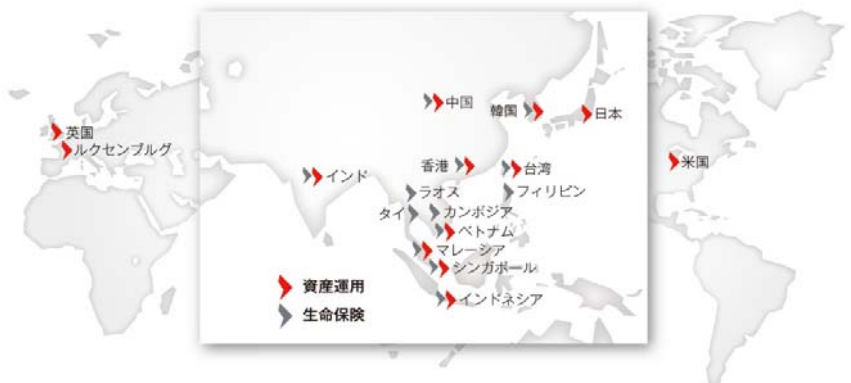 中国
韓国
日本
英国
ルクセンブルグ
香港
台湾
米国
インド
ラオス
フィリピン
タイ
カンボジア
ベトナム
マレーシア
シンガポール
資産運用
インドネシア
生命保険